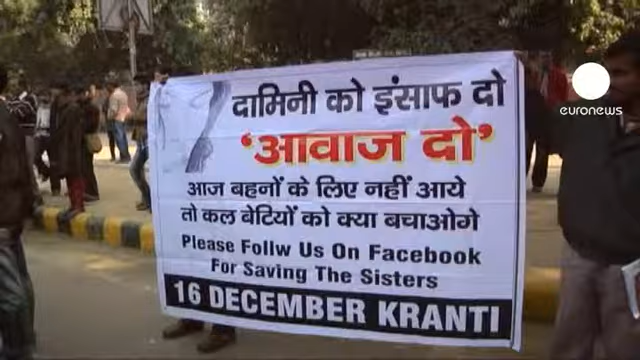 euronews
दामिनी को इंसाफ दो
‘आवाज दो’
आज बहनों के लिए नहीं आये
तो कल बेटियों को क्या बचाओगे
Please Follw Us On Facebook
For Saving The Sisters
16 DECEMBER KRANTI